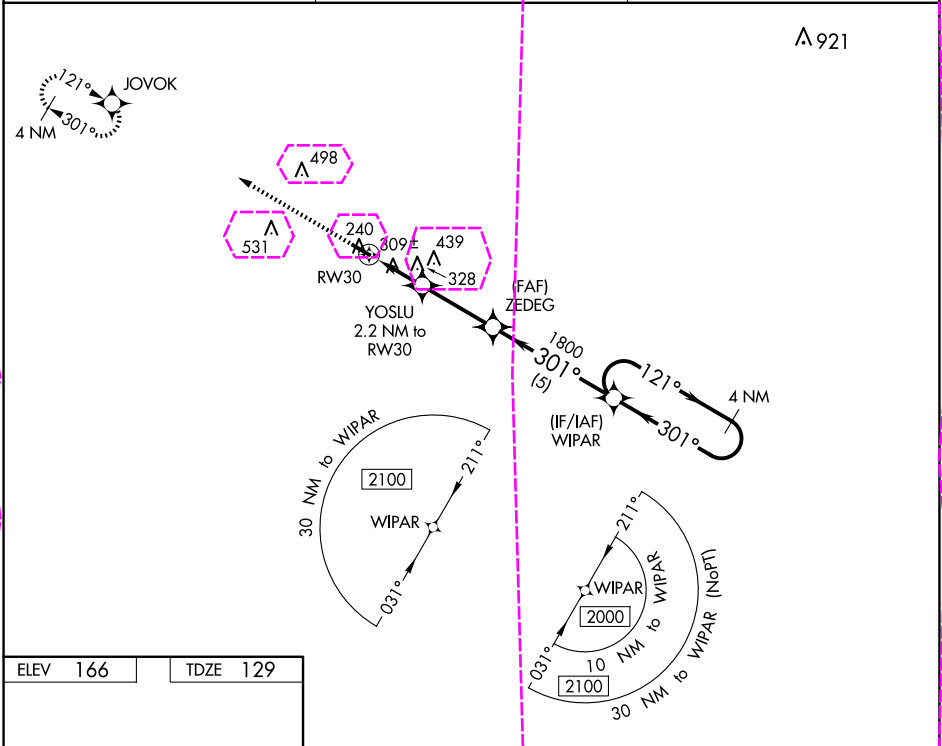 921
121°
JOVOK
301°
4 NM
498
531
240
309±
439
328
RW30
(FAF)
ZEDEG
YOSLU
2.2 NM to
RW30
1800
301°
(5)
121°
4 NM
301°
(IF/IAF)
WIPAR
30 NM to WIPAR
2100
211°
WIPAR
031°
211°
WIPAR
2000
031°
10 NM to WIPAR
2100
30 NM to WIPAR (NoPT)
ELEV 166
TDZE 129